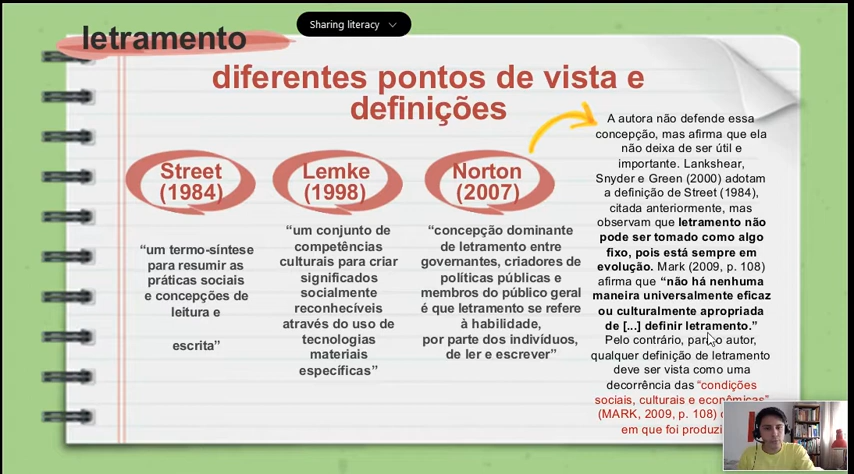 Sharing literacy
letramento
diferentes pontos de vista e
definições
Street
(1984)
“um termo-síntese
para resumir as
práticas sociais
e concepções de
leitura e
escrita”
Lemke
(1998)
“um conjunto de
competências
culturais para criar
significados
socialmente
reconhecíveis
através do uso de
tecnologias
materiais
específicas”
Norton
(2007)
“concepção dominante
de letramento entre
governantes, criadores de
políticas públicas e
membros do público geral
é que letramento se refere
à habilidade,
por parte dos indivíduos,
de ler e escrever”
A autora não defende essa
concepção, mas afirma que ela
não deixa de ser útil e
importante. Lankshear,
Snyder e Green (2000) adotam
a definição de Street (1984),
citada anteriormente, mas
observam que letramento não
pode ser tomado como algo
fixo, pois está sempre em
evolução. Mark (2009, p. 108)
afirma que “não há nenhuma
maneira universalmente eficaz
ou culturalmente apropriada
de [...] definir letramento.”
Pelo contrário, para o autor,
qualquer definição de letramento
deve ser vista como uma
decorrência das “condições
sociais, culturais e econômicas”
(MARK, 2009, p. 108)
em que foi